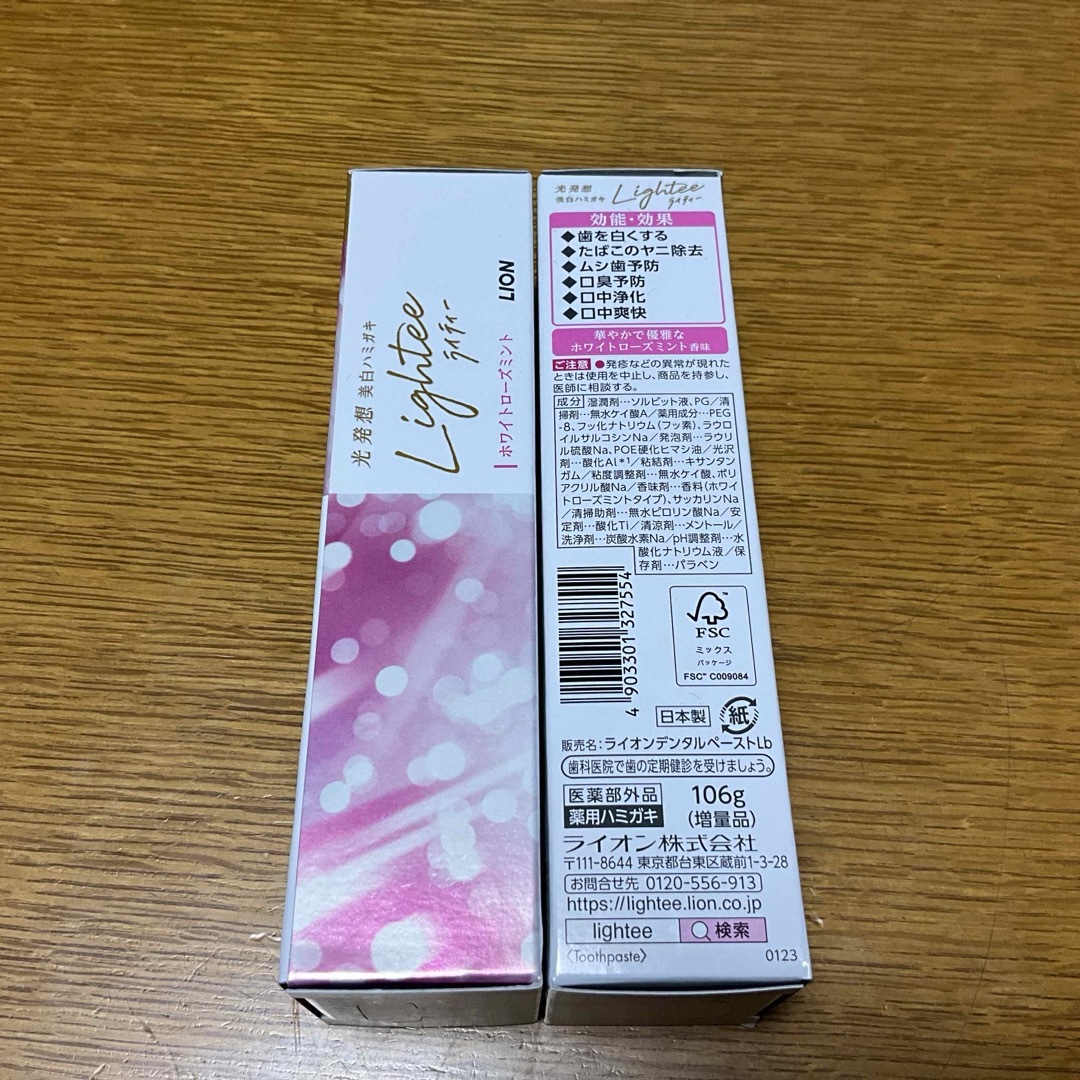 光発想 美白ハミガキ
Lightee
ライティー
ホワイトローズミント
LION
光発想
美白ハミガキ
Lightee
ライティー
効能・効果
◆歯を白くする
◆たばこのヤニ除去
◆ムシ歯予防
◆口臭予防
◆口中浄化
◆口中爽快
華やかで優雅な
ホワイトローズミント香味
ご注意 ●発疹などの異常が現れた
ときは使用を中止し、商品を持参し、
医師に相談する。
成分 湿潤剤…ソルビット液、PG/清
掃剤…無水ケイ酸A/薬用成分…PEG
-8、フッ化ナトリウム(フッ素)、ラウロ
イルサルコシンNa/発泡剤…ラウリ
ル硫酸Na、POE硬化ヒマシ油/光沢
剤…酸化Al*¹/粘結剤…キサンタン
ガム/粘度調整剤…無水ケイ酸、ポリ
アクリル酸Na/香味剤…香料(ホワイ
トローズミントタイプ)、サッカリンNa
/清掃助剤…無水ピロリン酸Na/安
定剤…酸化Ti/清涼剤…メントール/
洗浄剤…炭酸水素Na/pH調整剤…水
酸化ナトリウム液/保
存剤…パラベン
4 903301 327554
FSC
ミックス
パッケージ
FSC™ C009084
日本製
紙
販売名:ライオンデンタルペーストLb
歯科医院で歯の定期健診を受けましょう。
医薬部外品
薬用ハミガキ
106g
(増量品)
ライオン株式会社
〒111-8644 東京都台東区蔵前1-3-28
お問合せ先 0120-556-913
https://lightee.lion.co.jp
lightee 検索
〈Toothpaste〉 0123